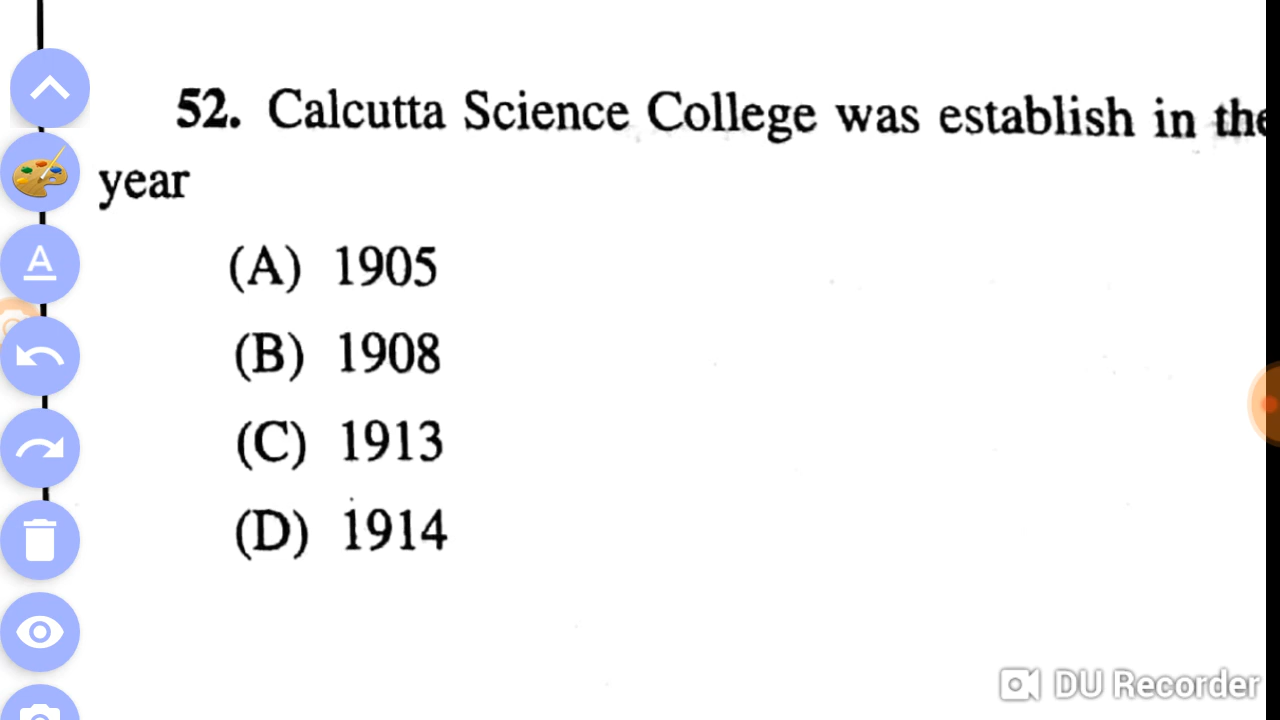 52. Calcutta Science College was establish in the
year
(A) 1905
(B) 1908
(C) 1913
(D) 1914
A
DU Recorder